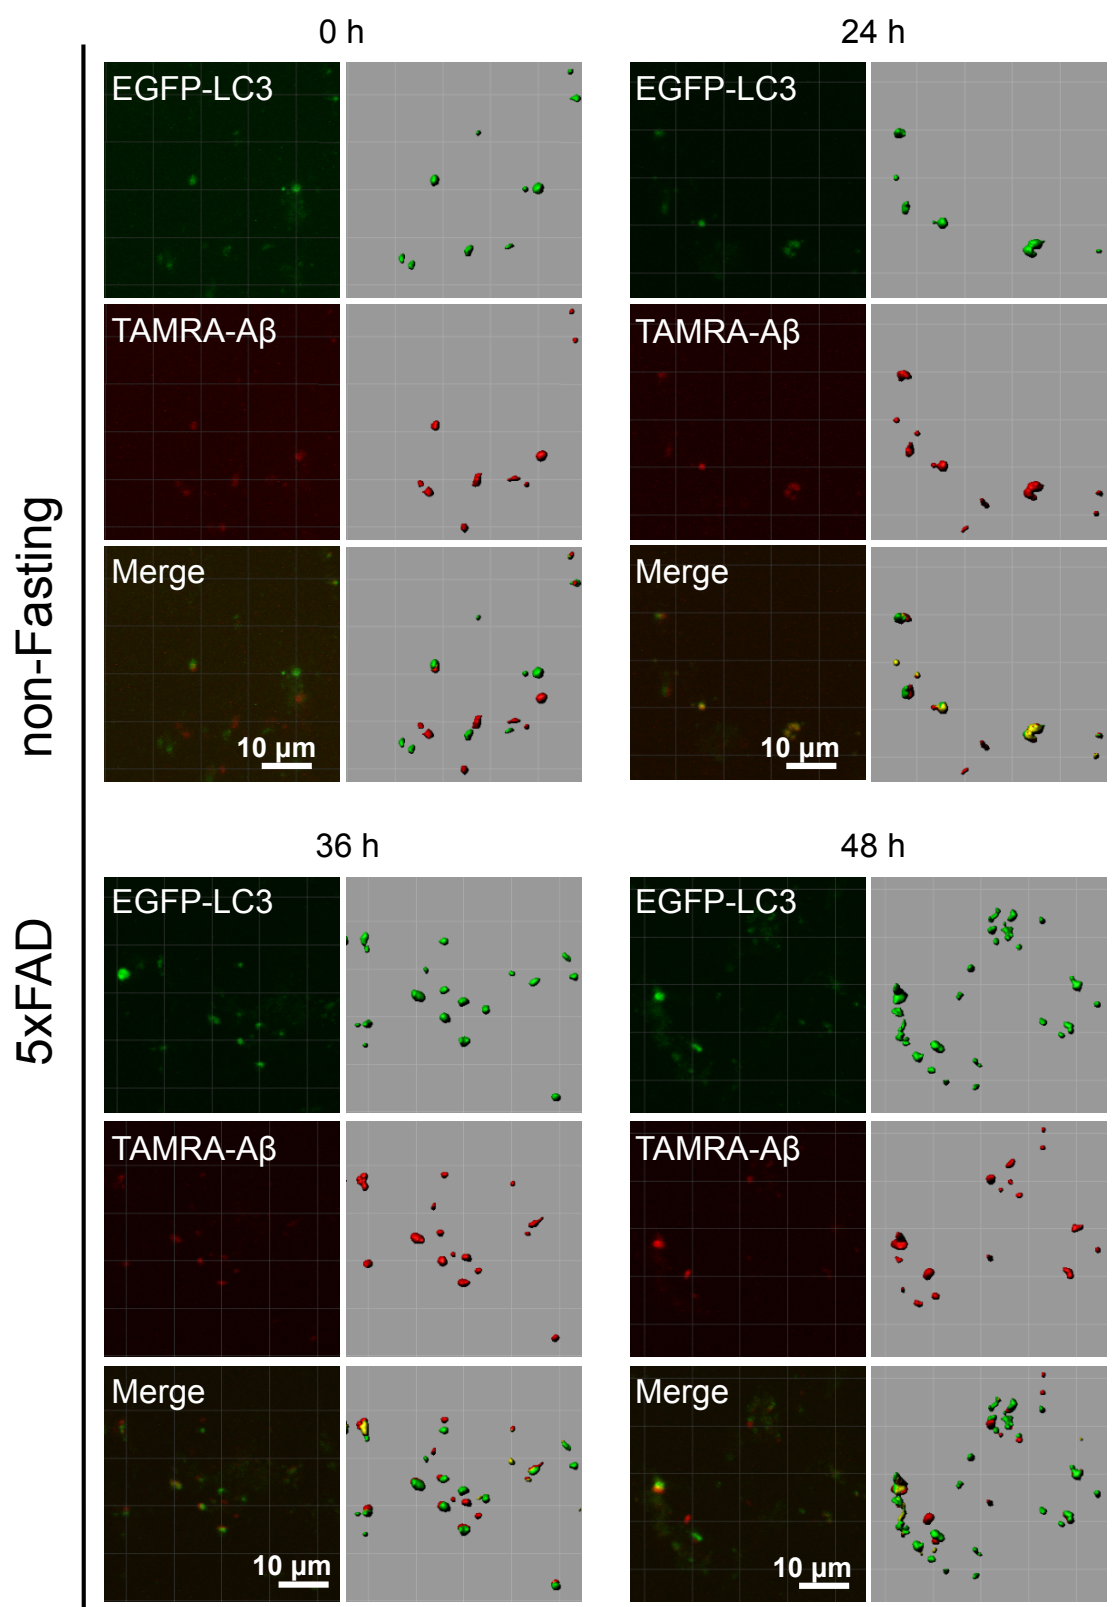 0 h
24 h
EGFP-LC3
EGFP-LC3
TAMRA-Aβ
TAMRA-Aβ
Merge
10 µm
Merge
10 µm
non-Fasting
36 h
48 h
EGFP-LC3
EGFP-LC3
TAMRA-Aβ
TAMRA-Aβ
Merge
10 µm
Merge
10 µm
5xFAD